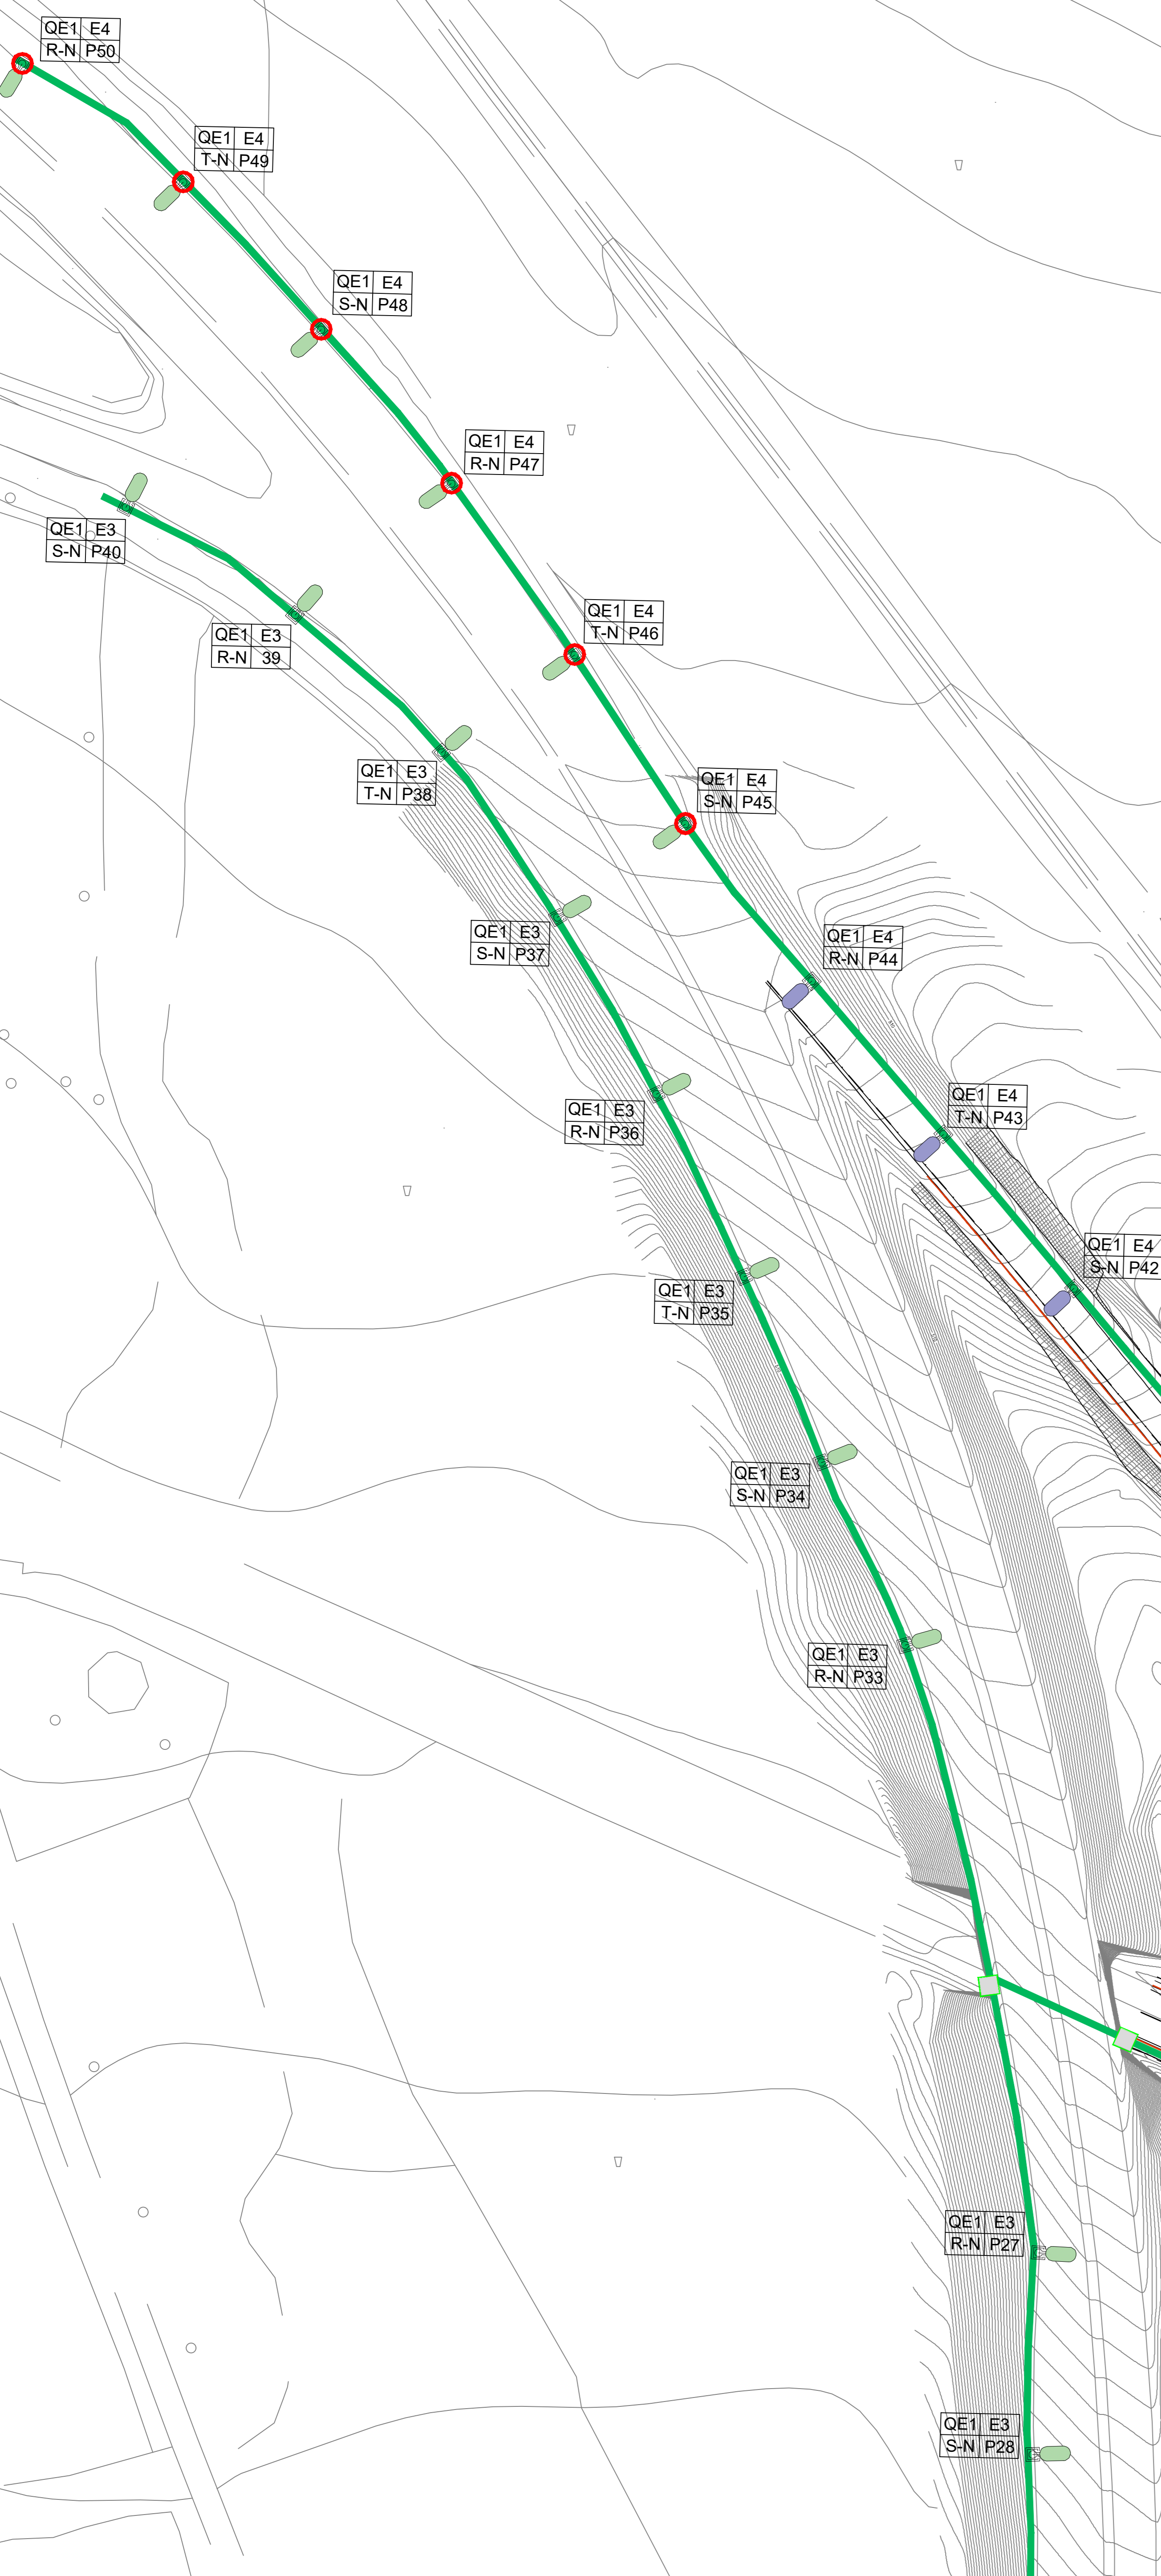 QE1 E4
R-N P50
QE1 E4
T-N P49
QE1 E4
S-N P48
QE1 E4
R-N P47
QE1 E3
S-N P40
QE1 E4
T-N P46
QE1 E3
R-N 39
QE1 E3
T-N P38
QE1 E4
S-N P45
QE1 E3
S-N P37
QE1 E4
R-N P44
QE1 E4
T-N P43
QE1 E3
R-N P36
QE1 E4
S-N P42
QE1 E3
T-N P35
QE1 E3
S-N P34
QE1 E3
R-N P33
QE1 E3
R-N P27
QE1 E3
S-N P28